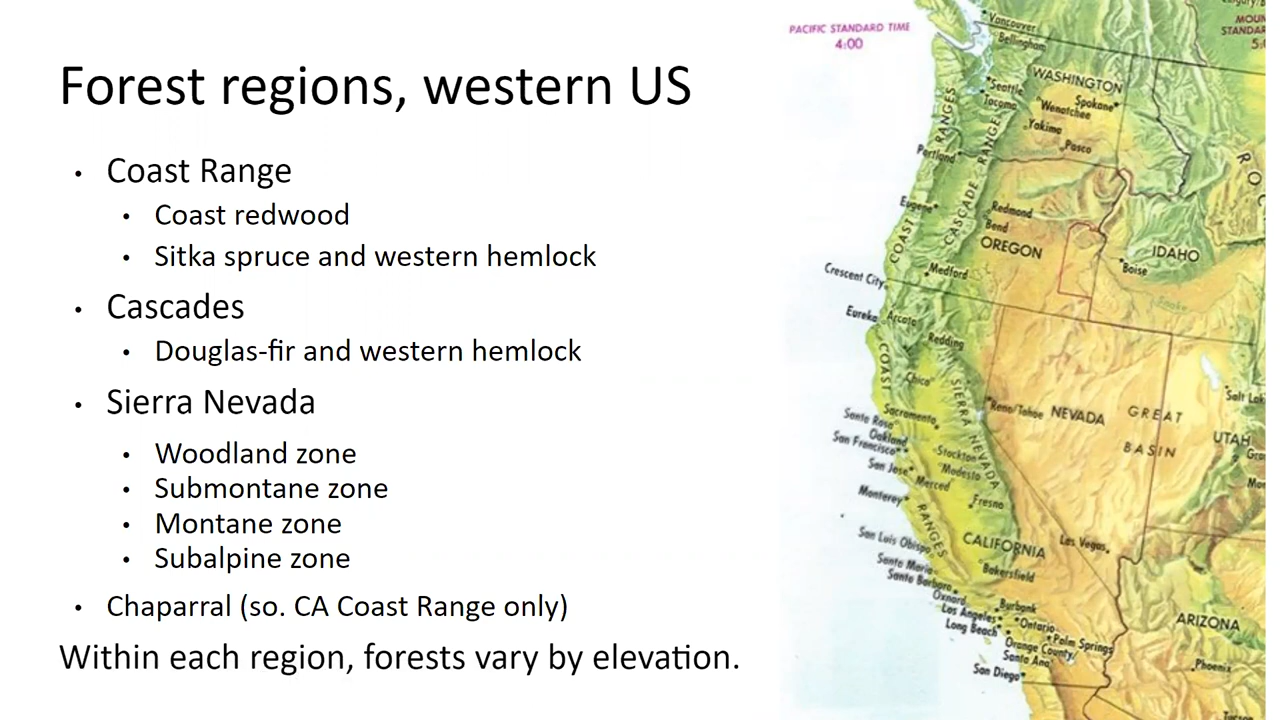 Forest regions, western US
• Coast Range
• Coast redwood
• Sitka spruce and western hemlock
• Cascades
• Douglas-fir and western hemlock
• Sierra Nevada
• Woodland zone
• Submontane zone
• Montane zone
• Subalpine zone
• Chaparral (so. CA Coast Range only)
Within each region, forests vary by elevation.
PACIFIC STANDARD TIME
4:00
Vancouver
Bellingham
WASHINGTON
Seattle
Tacoma
Spokane
Wenatchee
Yakima
Pasco
COAST RANGES
CASCADE RANGE
Portland
Eugene
Redmond
Bend
OREGON
Medford
IDAHO
Boise
Snake
Crescent City
Eureka
Arcata
Redding
COAST
RANGES
Chico
SIERRA NEVADA
Reno/Tahoe
NEVADA
GREAT
BASIN
UTAH
Sacramento
Santa Rosa
Oakland
San Francisco
Stockton
Modesto
San Jose
Merced
Monterey
Fresno
CALIFORNIA
Las Vegas
San Luis Obispo
Bakersfield
Santa Maria
Santa Barbara
Oxnard
Burbank
Los Angeles
Ontario
Long Beach
Palm Springs
Orange County/
Santa Ana
San Diego
ARIZONA
Phoenix